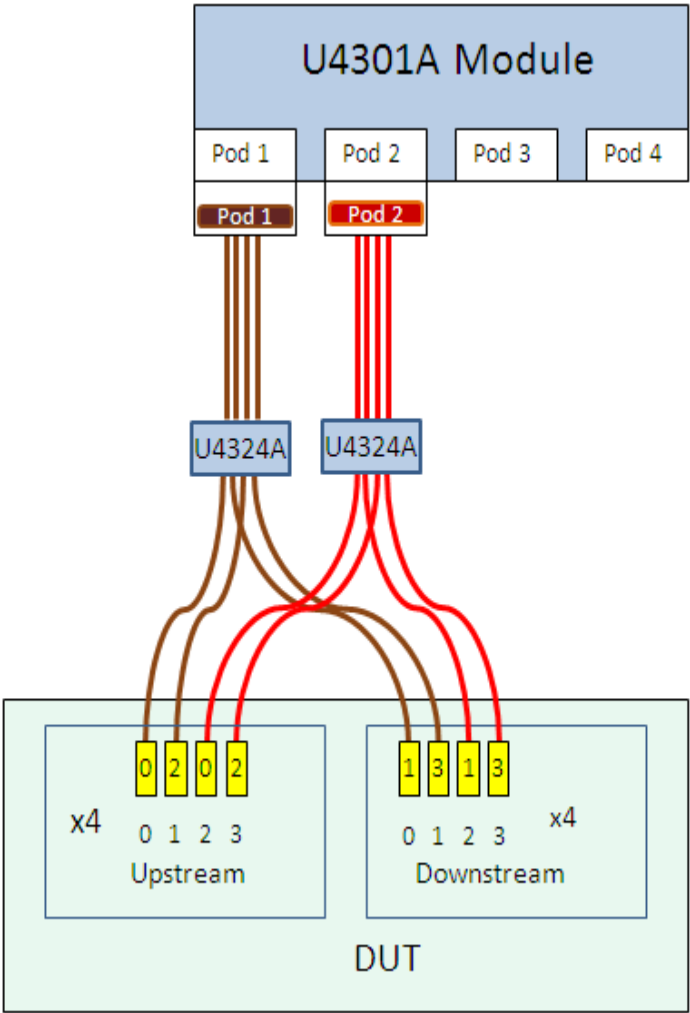 U4301A Module
Pod 1 Pod 2 Pod 3 Pod 4
Pod 1 Pod 2
U4324A U4324A
0 2 0 2 1 3 1 3
x4 0 1 2 3 0 1 2 3 x4
Upstream Downstream
DUT